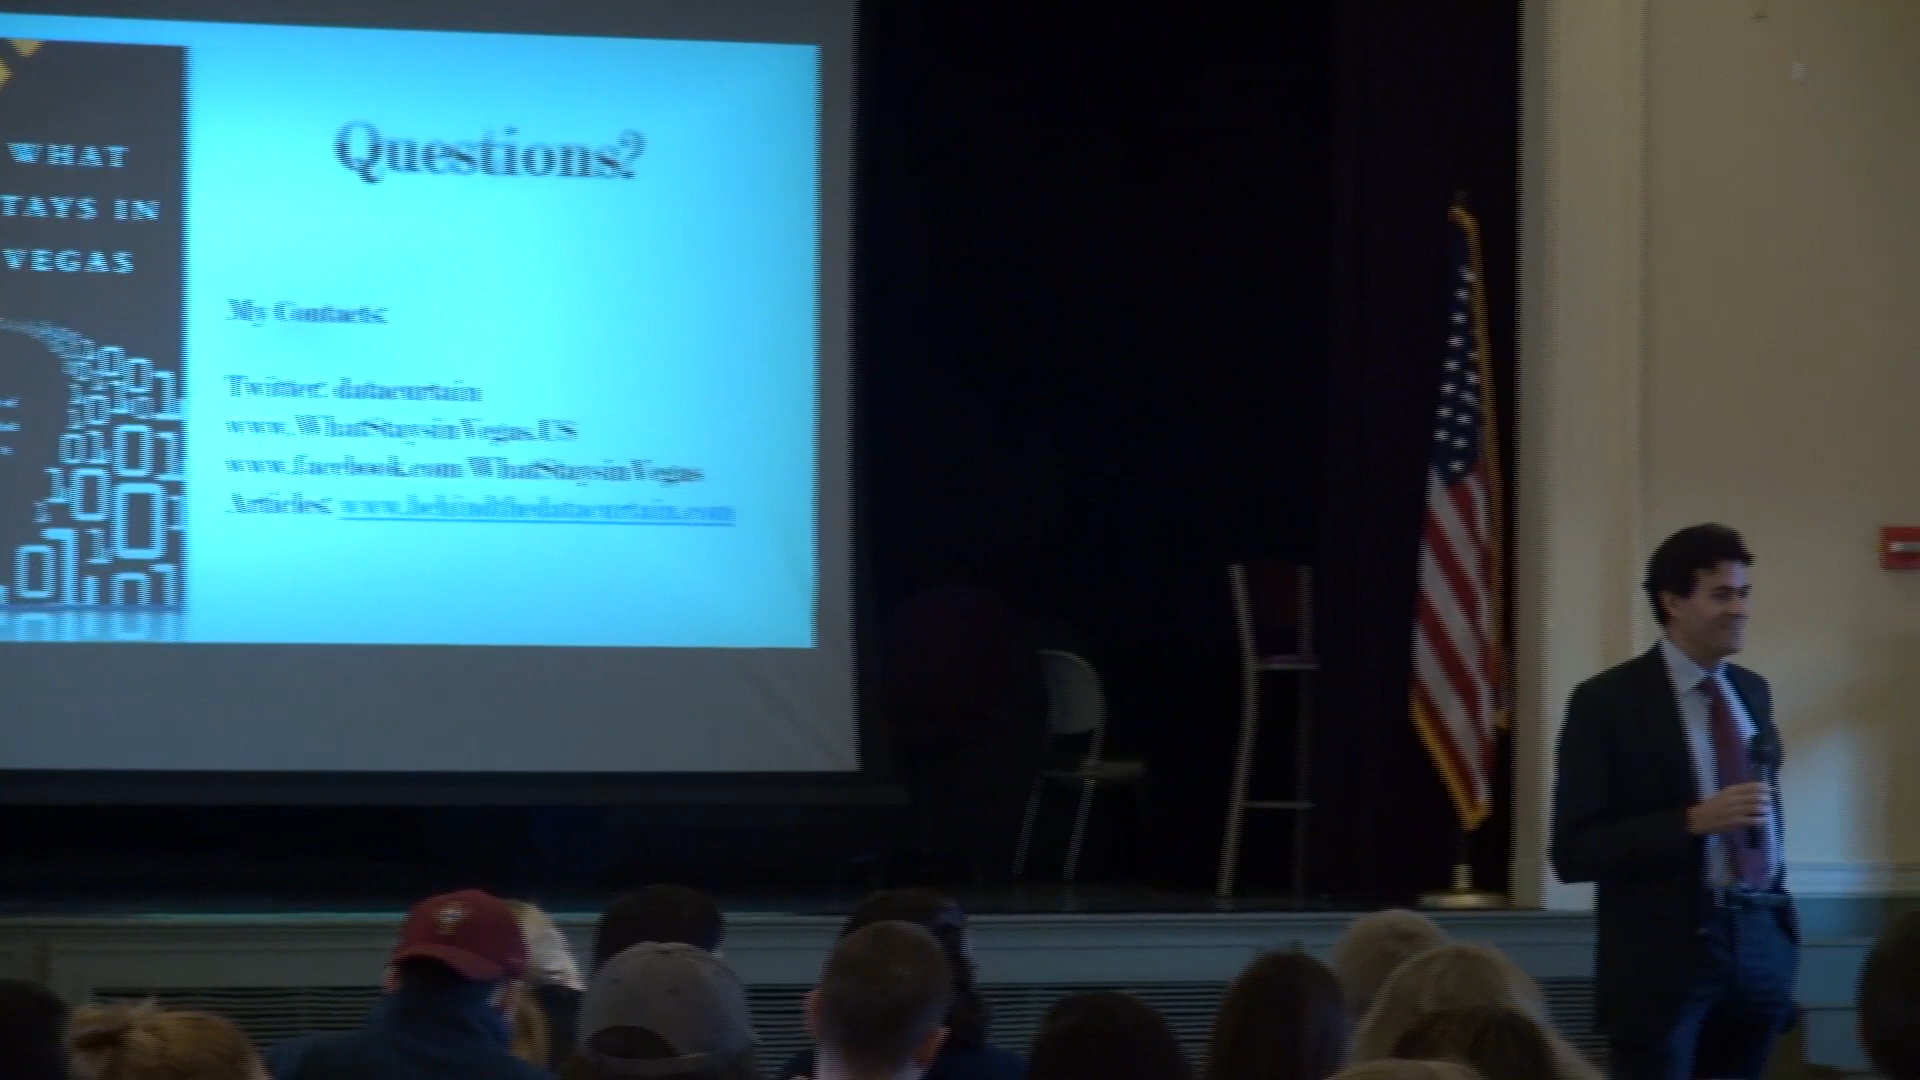 WHAT
TAYS IN
VEGAS
Questions?
My Contacts:
Twitter: datacurtain
www.WhatStaysinVegas.US
www.facebook.com/WhatStaysinVegas
Articles: www.behindthedatacurtain.com